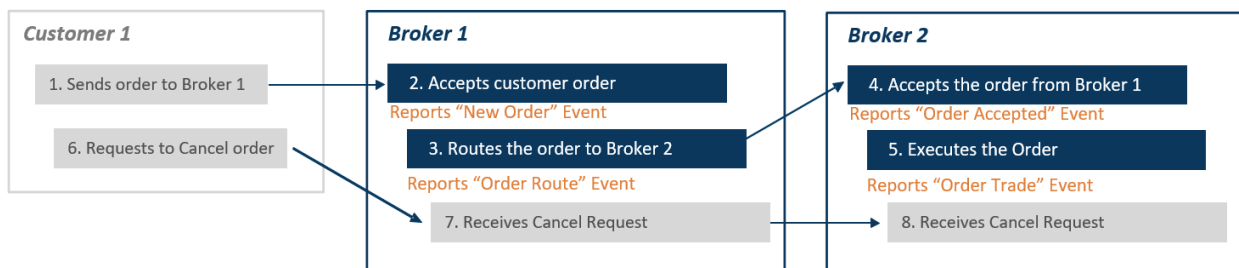 Customer 1
1. Sends order to Broker 1
6. Requests to Cancel order
Broker 1
2. Accepts customer order
Reports “New Order” Event
3. Routes the order to Broker 2
Reports “Order Route” Event
7. Receives Cancel Request
Broker 2
4. Accepts the order from Broker 1
Reports “Order Accepted” Event
5. Executes the Order
Reports “Order Trade” Event
8. Receives Cancel Request